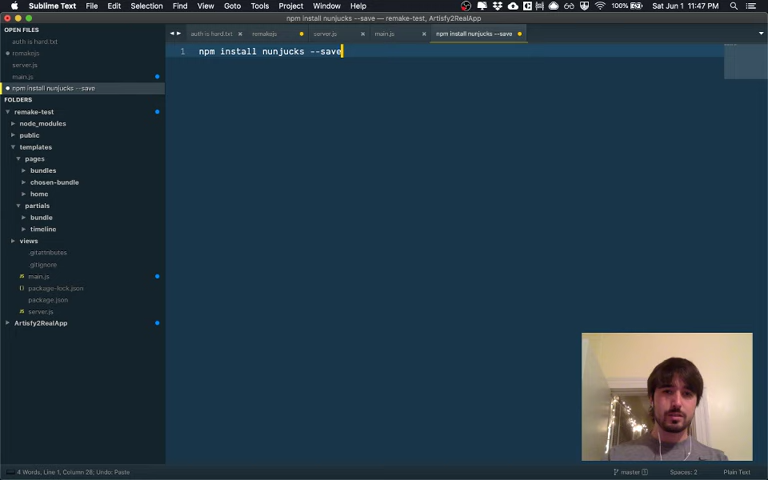 Sublime Text File Edit Selection Find View Goto Tools Project Window Help 100% Sat Jun 1 11:47 PM
npm install nunjucks --save — remake-test, Artisfy2RealApp
OPEN FILES
auth is hard.txt
remakejs
server.js
main.js
npm install nunjucks --save
FOLDERS
remake-test
node_modules
public
templates
pages
bundles
chosen-bundle
home
partials
bundle
timeline
views
.gitattributes
.gitignore
main.js
package-lock.json
package.json
server.js
Artisfy2RealApp
auth is hard.txt remakejs server.js main.js npm install nunjucks --save
1 npm install nunjucks --save
4 Words, Line 1, Column 28; Undo: Paste master Spaces: 2 Plain Text